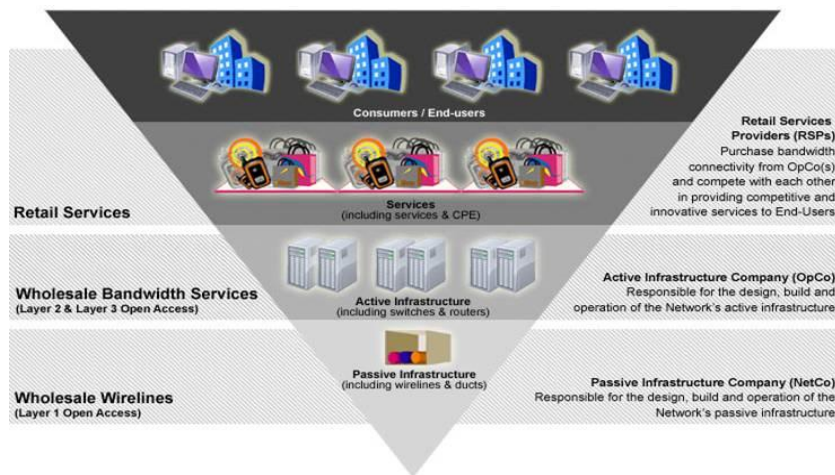 Consumers / End-users
Services
(including services & CPE)
Retail Services
Retail Services
Providers (RSPs)
Purchase bandwidth
connectivity from OpCo(s)
and compete with each other
in providing competitive and
innovative services to End-Users
Active Infrastructure
(including switches & routers)
Wholesale Bandwidth Services
(Layer 2 & Layer 3 Open Access)
Active Infrastructure Company (OpCo)
Responsible for the design, build and
operation of the Network's active infrastructure
Passive Infrastructure
(including wirelines & ducts)
Wholesale Wirelines
(Layer 1 Open Access)
Passive Infrastructure Company (NetCo)
Responsible for the design, build and operation of the
Network's passive infrastructure